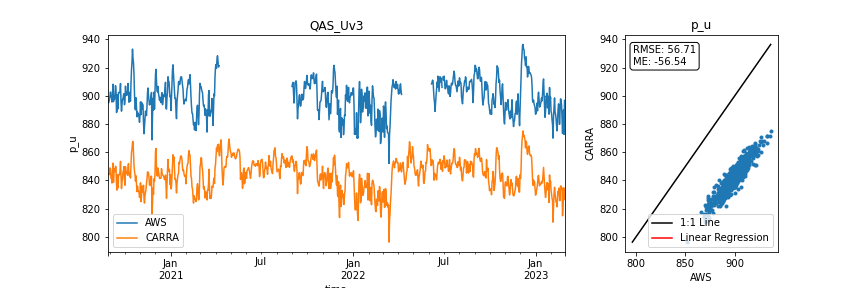 QAS_Uv3
p_u
940
920
900
880
860
840
820
800
p_u
AWS
CARRA
Jan
2021
Jul
Jan
2022
Jul
Jan
2023
p_u
940
920
900
880
860
840
820
800
CARRA
RMSE: 56.71
ME: -56.54
1:1 Line
Linear Regression
800
850
900
AWS